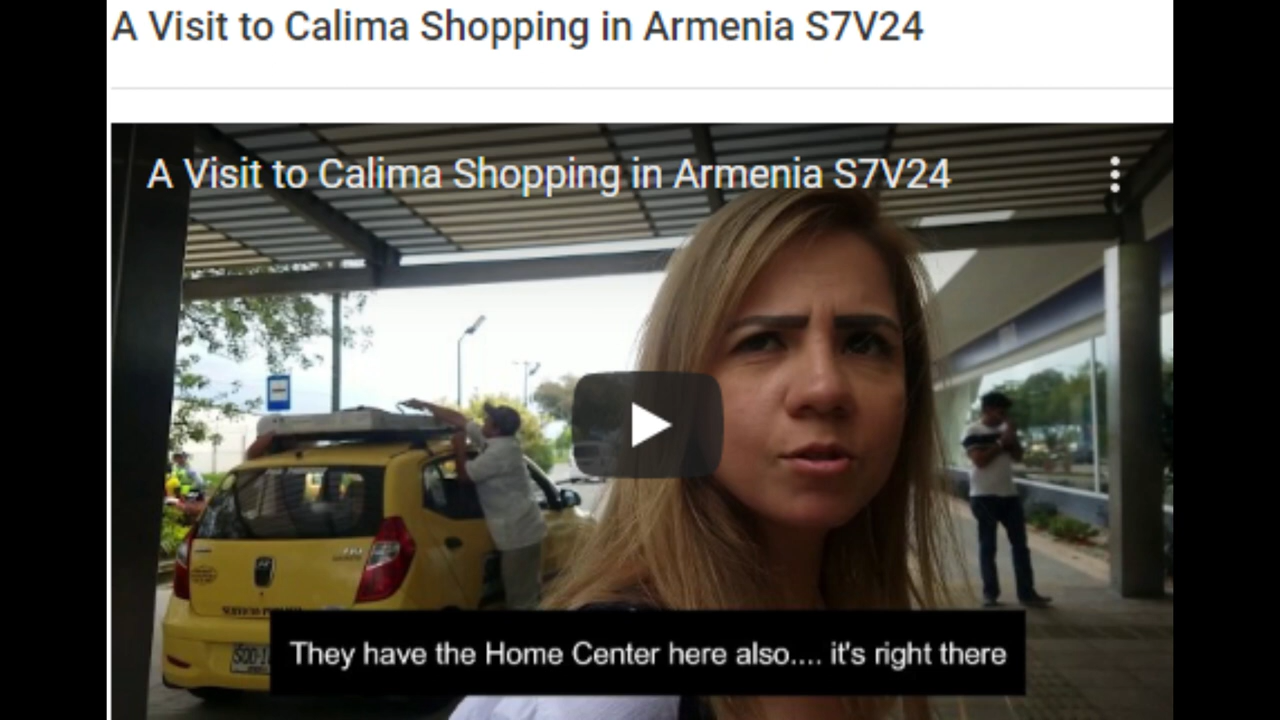 A Visit to Calima Shopping in Armenia S7V24
A Visit to Calima Shopping in Armenia S7V24
They have the Home Center here also.... it's right there